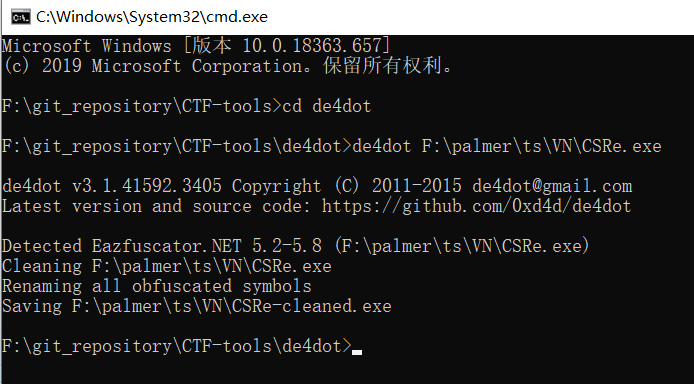 C:\Windows\System32\cmd.exe
Microsoft Windows [版本 10.0.18363.657]
(c) 2019 Microsoft Corporation。保留所有权利。
F:\git_repository\CTF-tools>cd de4dot
F:\git_repository\CTF-tools\de4dot>de4dot F:\palmer\ts\VN\CSRe.exe
de4dot v3.1.41592.3405 Copyright (C) 2011-2015 de4dot@gmail.com
Latest version and source code: https://github.com/0xd4d/de4dot
Detected Eazfuscator.NET 5.2-5.8 (F:\palmer\ts\VN\CSRe.exe)
Cleaning F:\palmer\ts\VN\CSRe.exe
Renaming all obfuscated symbols
Saving F:\palmer\ts\VN\CSRe-cleaned.exe
F:\git_repository\CTF-tools\de4dot>